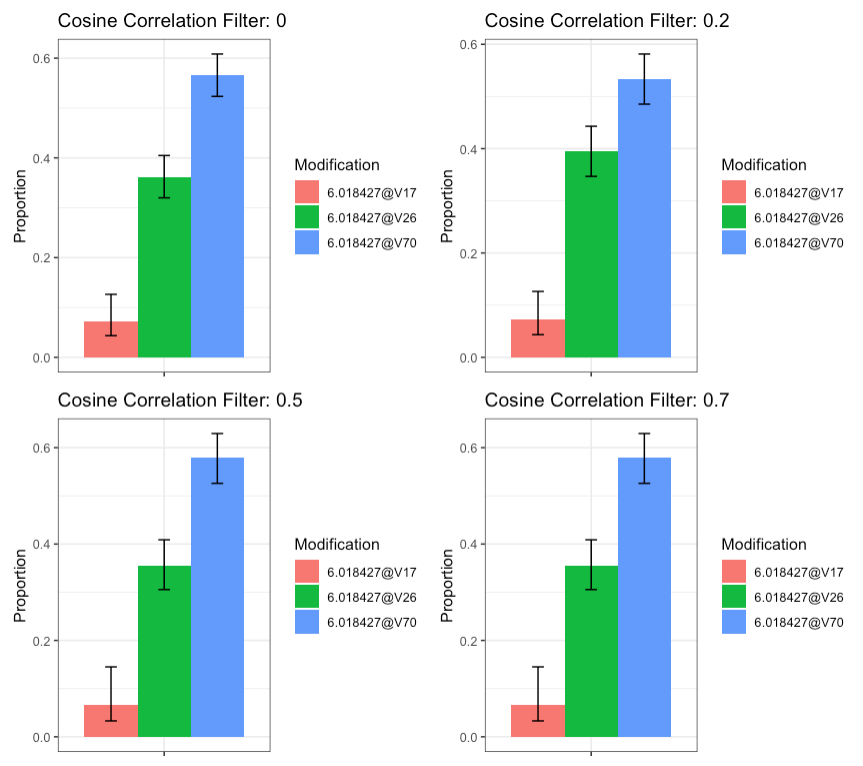 Cosine Correlation Filter: 0
Proportion
0.6
0.4
0.2
0.0
Modification
6.018427@V17
6.018427@V26
6.018427@V70
Cosine Correlation Filter: 0.2
Proportion
0.6
0.4
0.2
0.0
Modification
6.018427@V17
6.018427@V26
6.018427@V70
Cosine Correlation Filter: 0.5
Proportion
0.6
0.4
0.2
0.0
Modification
6.018427@V17
6.018427@V26
6.018427@V70
Cosine Correlation Filter: 0.7
Proportion
0.6
0.4
0.2
0.0
Modification
6.018427@V17
6.018427@V26
6.018427@V70